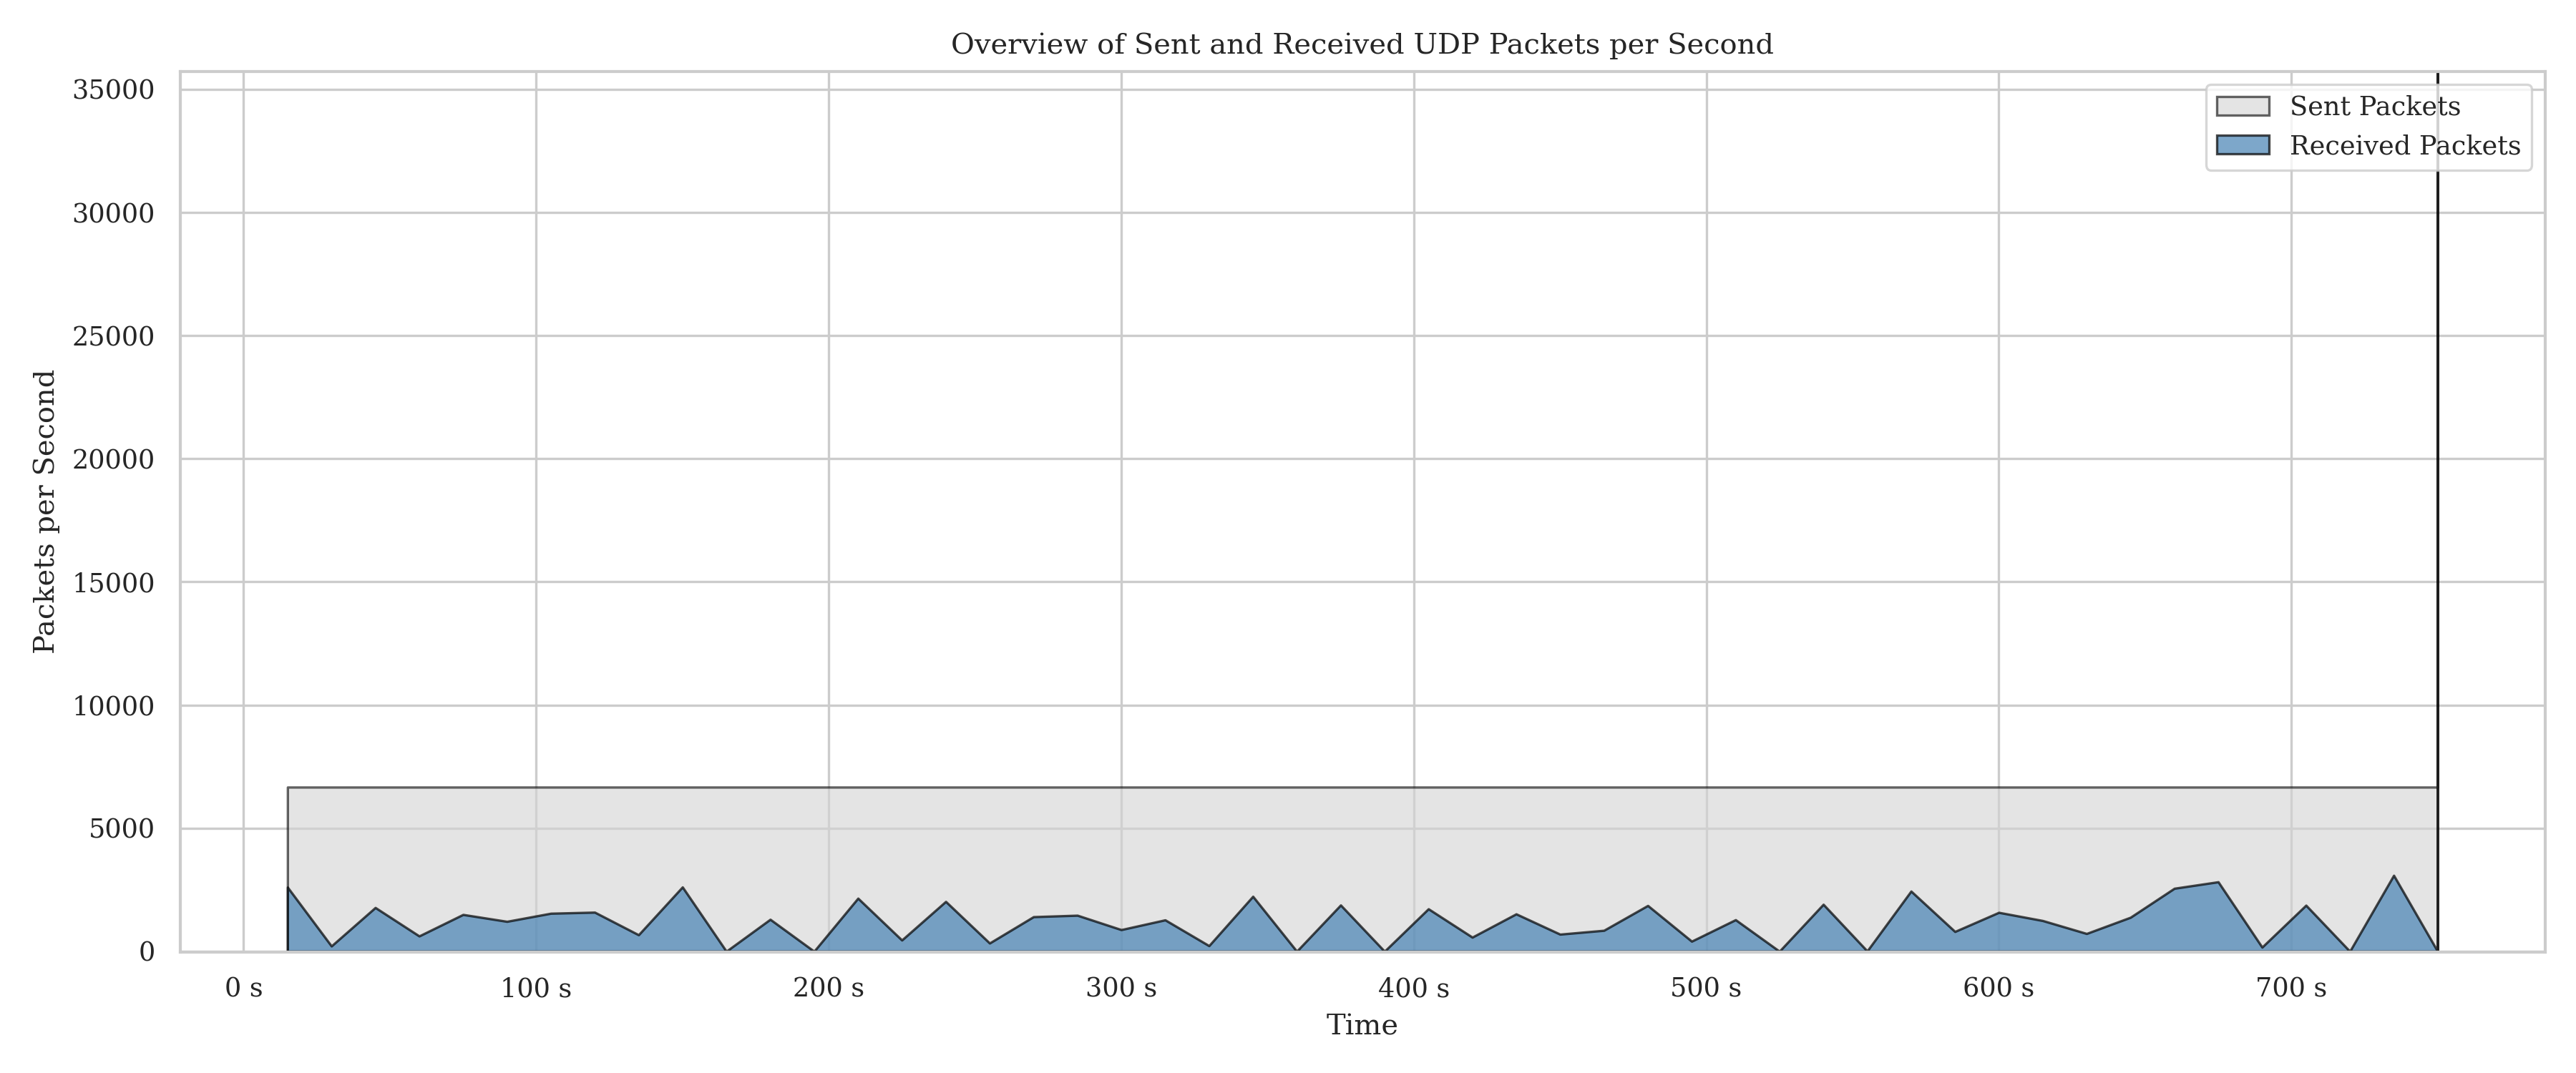 Overview of Sent and Received UDP Packets per Second
Sent Packets
Received Packets
Packets per Second
35000
30000
25000
20000
15000
10000
5000
0
0 s
100 s
200 s
300 s
400 s
500 s
600 s
700 s
Time